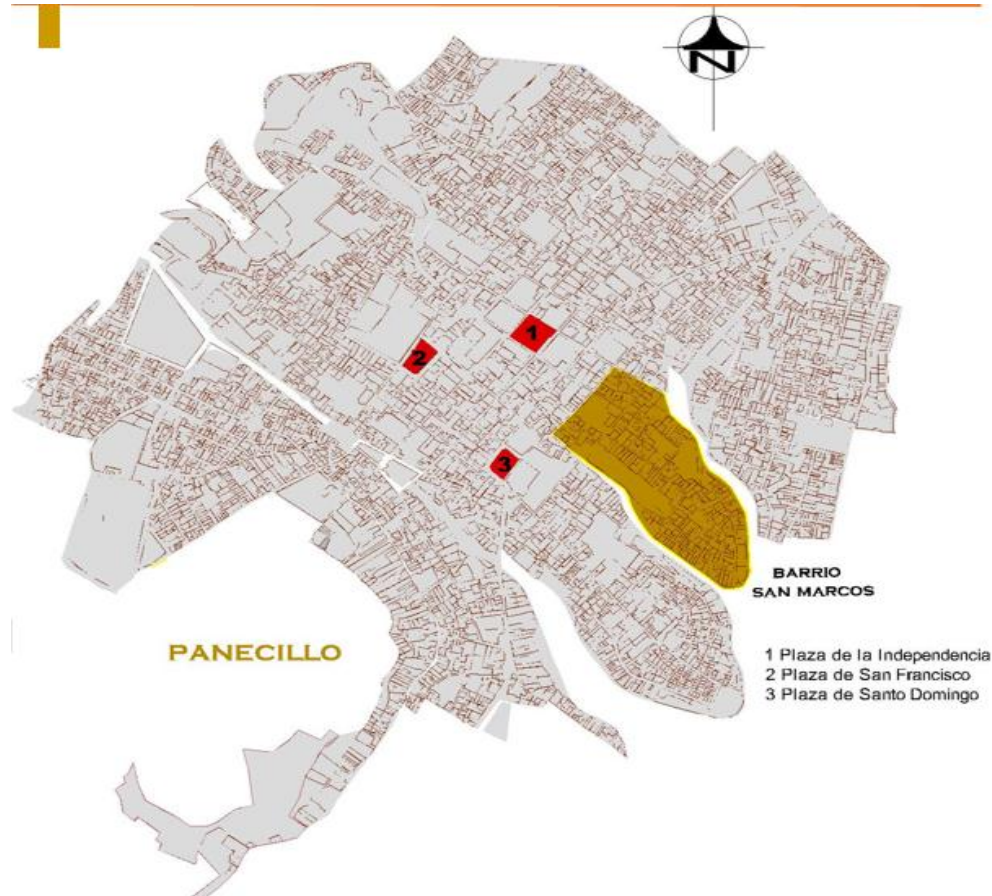 N
1
2
3
BARRIO
SAN MARCOS
PANECILLO
1 Plaza de la Independencia
2 Plaza de San Francisco
3 Plaza de Santo Domingo